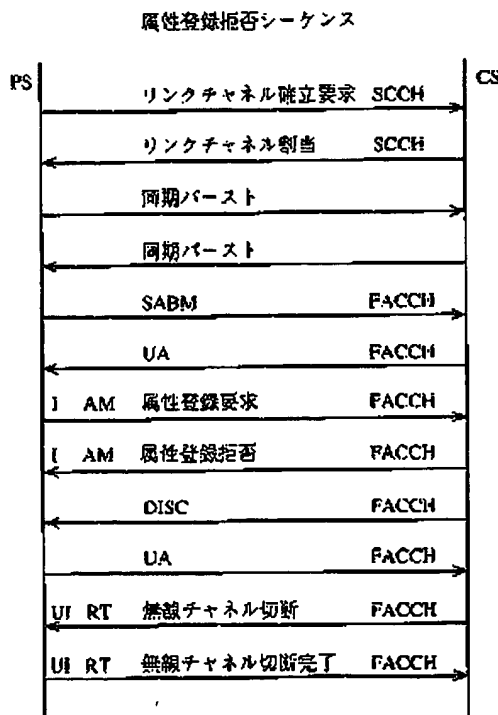 属性登録拒否シーケンス
PS CS
リンクチャネル確立要求 SCCH
リンクチャネル割当 SCCH
同期バースト
同期バースト
SABM FACCH
UA FACCH
I AM 属性登録要求 FACCH
I AM 属性登録拒否 FACCH
DISC FACCH
UA FACCH
UI RT 無線チャネル切断 FACCH
UI RT 無線チャネル切断完了 FACCH